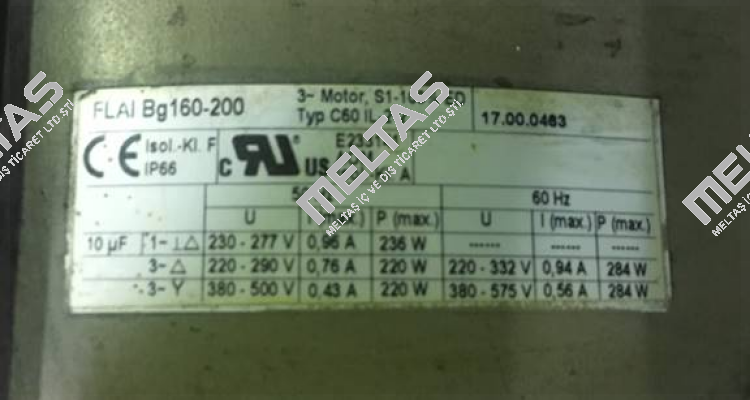 FLAI Bg160-200
3~ Motor, S1-
Typ C60 IL
17.00.0463
CE
Isol.-Kl. F
IP66
C US
A
60 Hz
U P (max.) U I (max.) P (max.)
10 µF 1~ ⊥△ 230 - 277 V 0,96 A 236 W ------ ------ ------
3~ △ 220 - 290 V 0,76 A 220 W 220 - 332 V 0,94 A 284 W
3~ Y 380 - 500 V 0,43 A 220 W 380 - 575 V 0,56 A 284 W
MELTAS
MELTAŞ İÇ VE DIŞ TİCARET LTD ŞTİ.
MELTAS
MELTAŞ İÇ VE DIŞ TİCARET LTD ŞTİ.
MELTAS
MELTAŞ İÇ VE DIŞ TİCARET LTD ŞTİ.